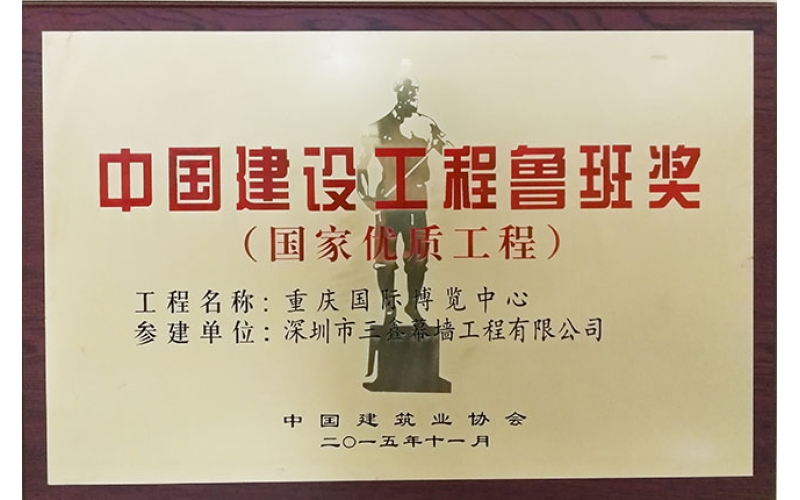 中国建设工程鲁班奖
（国家优质工程）
工程名称：重庆国际博览中心
参建单位：深圳市三鑫幕墙工程有限公司
中国建筑业协会
二〇一五年十一月